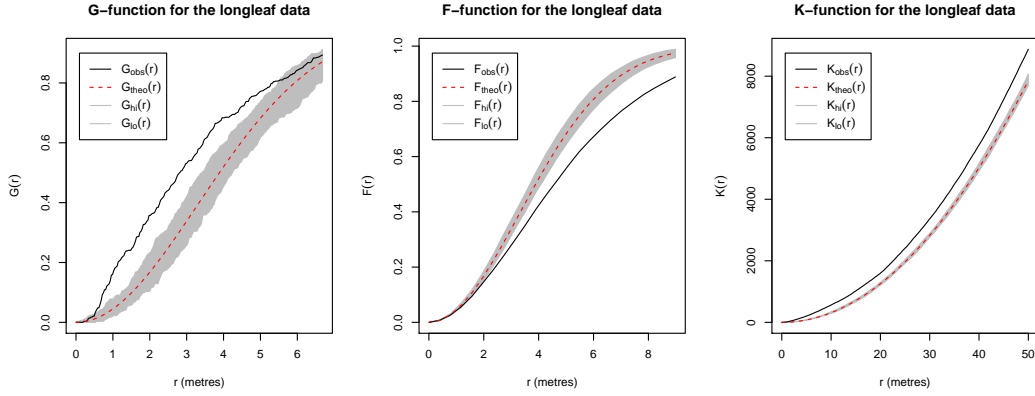 G−function for the longleaf data
G(r)
0.0 0.2 0.4 0.6 0.8
Gobs(r)
Gtheo(r)
Ghi(r)
Glo(r)
0 1 2 3 4 5 6
r (metres)
F−function for the longleaf data
F(r)
0.0 0.2 0.4 0.6 0.8 1.0
Fobs(r)
Ftheo(r)
Fhi(r)
Flo(r)
0 2 4 6 8
r (metres)
K−function for the longleaf data
K(r)
0 2000 4000 6000 8000
Kobs(r)
Ktheo(r)
Khi(r)
Klo(r)
0 10 20 30 40 50
r (metres)